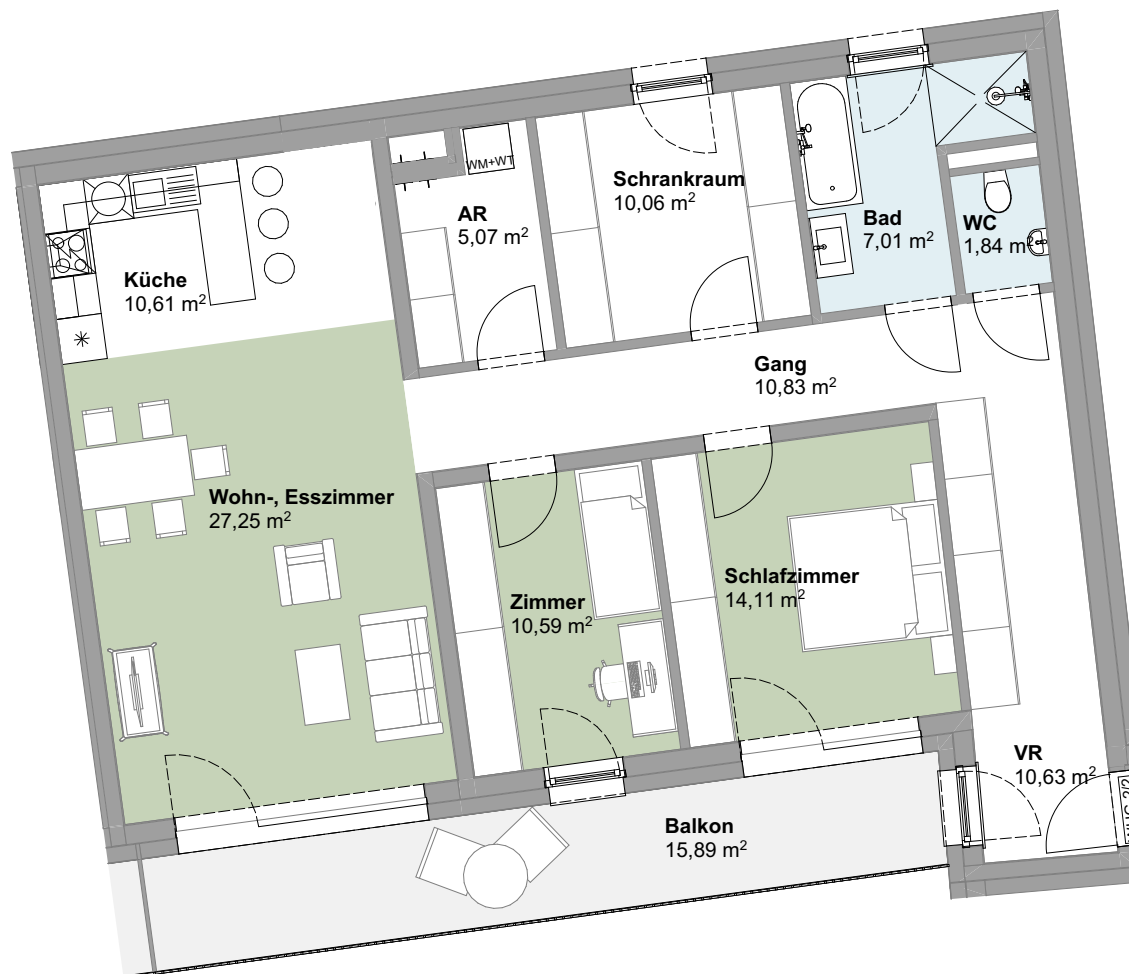 WM+WT
Schrankraum
10,06 m²
AR
5,07 m²
Bad
7,01 m²
WC
1,84 m²
Küche
10,61 m²
Gang
10,83 m²
Wohn-, Esszimmer
27,25 m²
Schlafzimmer
14,11 m²
Zimmer
10,59 m²
VR
10,63 m²
Balkon
15,89 m²